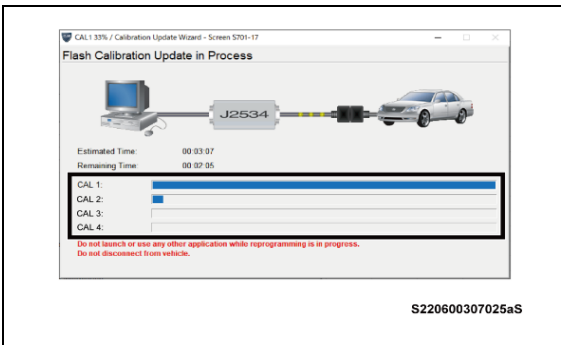 CAL1 33% / Calibration Update Wizard - Screen S701-17
Flash Calibration Update in Process
J2534
Estimated Time: 00:03:07
Remaining Time: 00:02:05
CAL 1:
CAL 2:
CAL 3:
CAL 4:
Do not launch or use any other application while reprogramming is in progress.
Do not disconnect from vehicle.
S220600307025aS